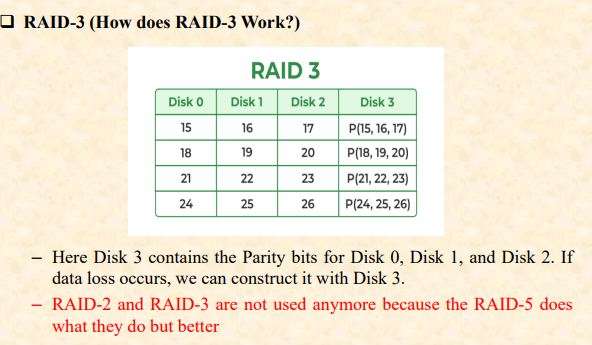 ❑ RAID-3 (How does RAID-3 Work?)
RAID 3
Disk 0 Disk 1 Disk 2 Disk 3
15 16 17 P(15, 16, 17)
18 19 20 P(18, 19, 20)
21 22 23 P(21, 22, 23)
24 25 26 P(24, 25, 26)
– Here Disk 3 contains the Parity bits for Disk 0, Disk 1, and Disk 2. If
data loss occurs, we can construct it with Disk 3.
– RAID-2 and RAID-3 are not used anymore because the RAID-5 does
what they do but better